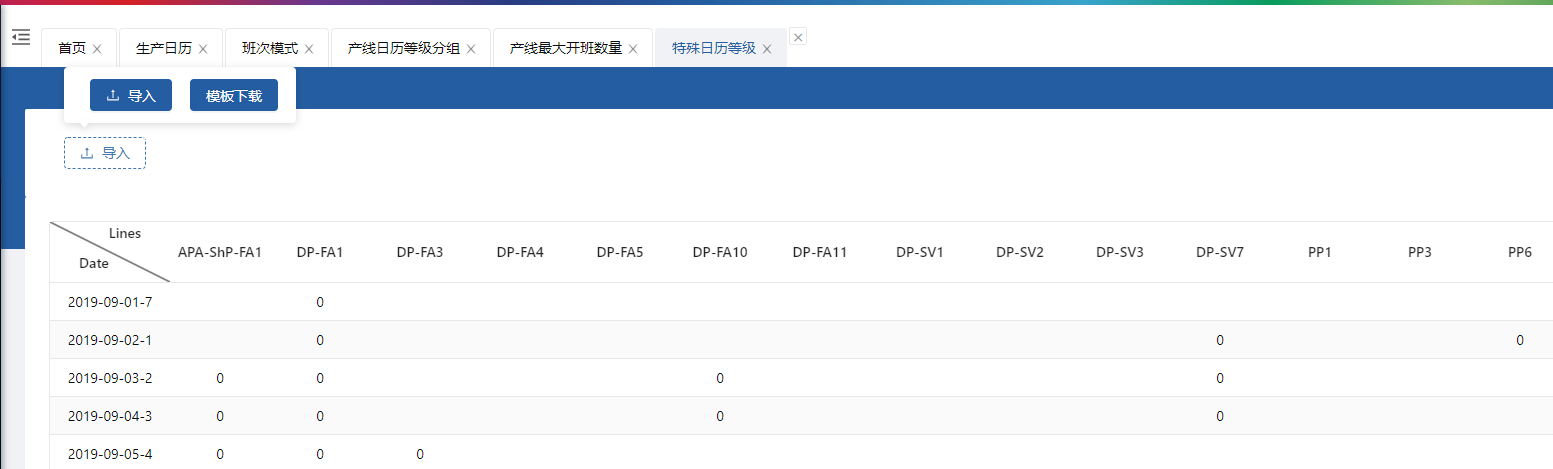 首页 生产日历 班次模式 产线日历等级分组 产线最大开班数量 特殊日历等级
导入 模板下载
导入
Lines
Date
APA-ShP-FA1 DP-FA1 DP-FA3 DP-FA4 DP-FA5 DP-FA10 DP-FA11 DP-SV1 DP-SV2 DP-SV3 DP-SV7 PP1 PP3 PP6
2019-09-01-7 0
2019-09-02-1 0 0 0
2019-09-03-2 0 0 0 0
2019-09-04-3 0 0 0 0
2019-09-05-4 0 0 0